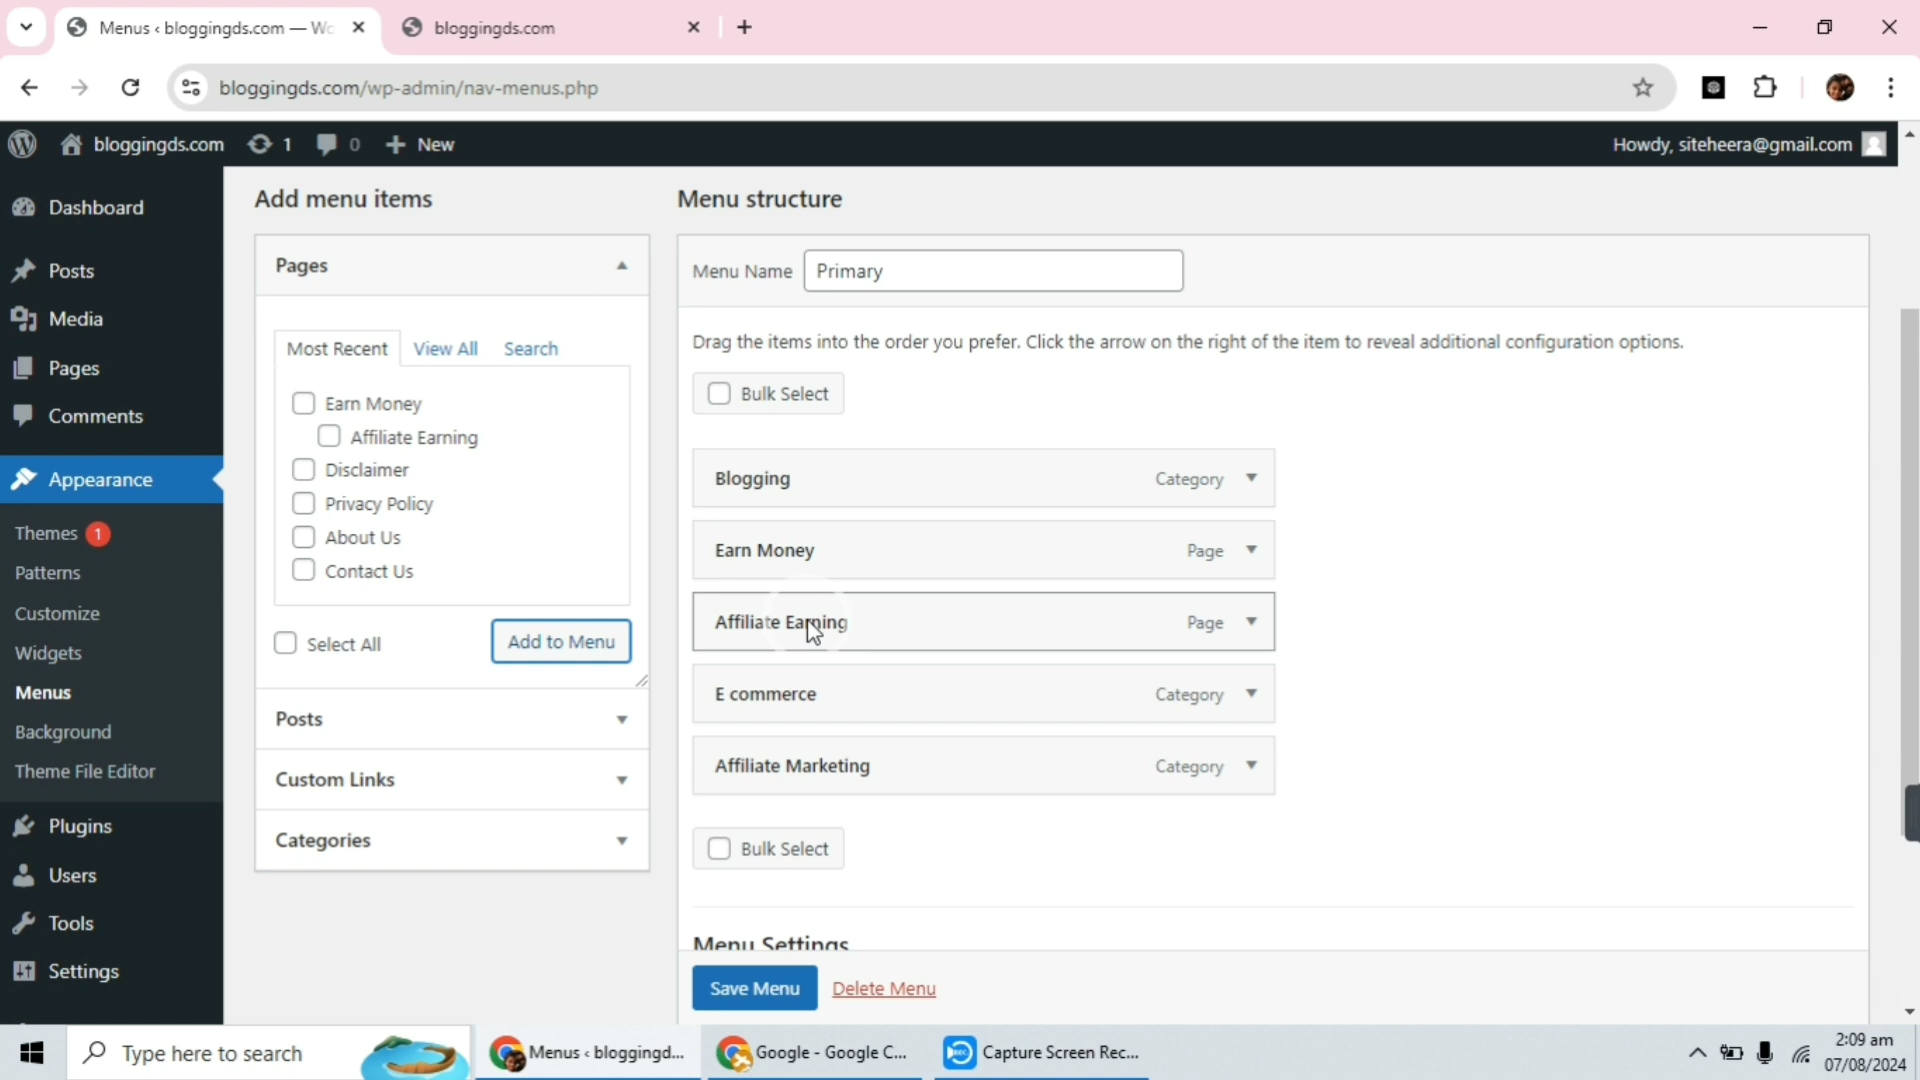 Menus ‹ bloggingds.com — Wo
bloggingds.com
bloggingds.com/wp-admin/nav-menus.php
bloggingds.com
1
0
New
Howdy, siteheera@gmail.com
Dashboard
Posts
Media
Pages
Comments
Appearance
Themes 1
Patterns
Customize
Widgets
Menus
Background
Theme File Editor
Plugins
Users
Tools
Settings
Add menu items
Pages
Most Recent
View All
Search
Earn Money
Affiliate Earning
Disclaimer
Privacy Policy
About Us
Contact Us
Select All
Add to Menu
Posts
Custom Links
Categories
Menu structure
Menu Name
Primary
Drag the items into the order you prefer. Click the arrow on the right of the item to reveal additional configuration options.
Bulk Select
Blogging
Category
Earn Money
Page
Affiliate Earning
Page
E commerce
Category
Affiliate Marketing
Category
Bulk Select
Menu Settings
Save Menu
Delete Menu
Type here to search
Menus ‹ bloggingd...
Google - Google C...
REC
Capture Screen Rec...
2:09 am
07/08/2024